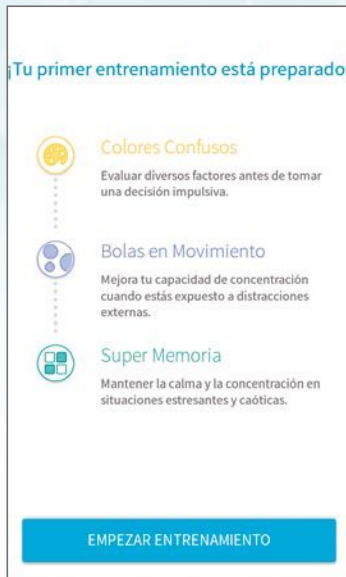 ¡Tu primer entrenamiento está preparado
Colores Confusos
Evaluar diversos factores antes de tomar
una decisión impulsiva.
Bolas en Movimiento
Mejora tu capacidad de concentración
cuando estás expuesto a distracciones
externas.
Super Memoria
Mantener la calma y la concentración en
situaciones estresantes y caóticas.
EMPEZAR ENTRENAMIENTO